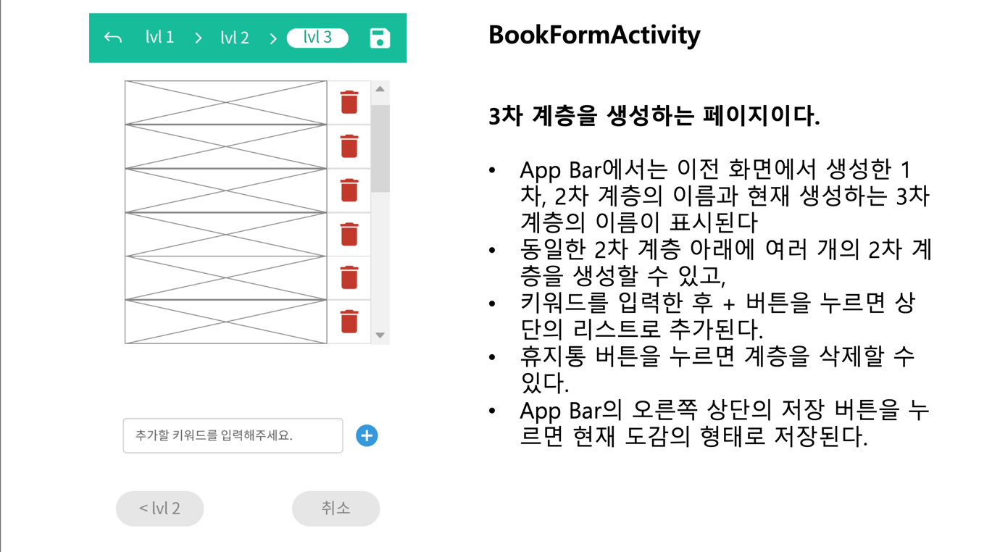 lvl 1 > lvl 2 > lvl 3
추가할 키워드를 입력해주세요.
< lvl 2
취소
BookFormActivity
3차 계층을 생성하는 페이지이다.
• App Bar에서는 이전 화면에서 생성한 1
차, 2차 계층의 이름과 현재 생성하는 3차
계층의 이름이 표시된다
• 동일한 2차 계층 아래에 여러 개의 2차 계
층을 생성할 수 있고,
• 키워드를 입력한 후 + 버튼을 누르면 상
단의 리스트로 추가된다.
• 휴지통 버튼을 누르면 계층을 삭제할 수
있다.
• App Bar의 오른쪽 상단의 저장 버튼을 누
르면 현재 도감의 형태로 저장된다.